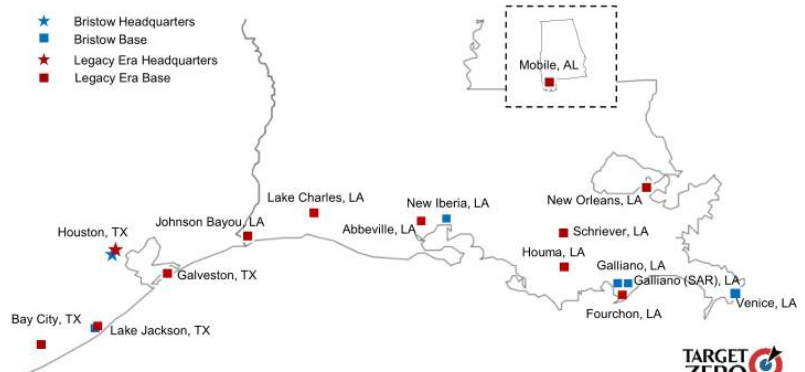 Bristow Headquarters
Bristow Base
Legacy Era Headquarters
Legacy Era Base
Mobile, AL
Lake Charles, LA
New Iberia, LA
New Orleans, LA
Johnson Bayou, LA
Abbeville, LA
Houston, TX
Schriever, LA
Houma, LA
Galliano, LA
Galveston, TX
Galliano (SAR), LA
Venice, LA
Fourchon, LA
Bay City, TX
Lake Jackson, TX
TARGET
ZERO